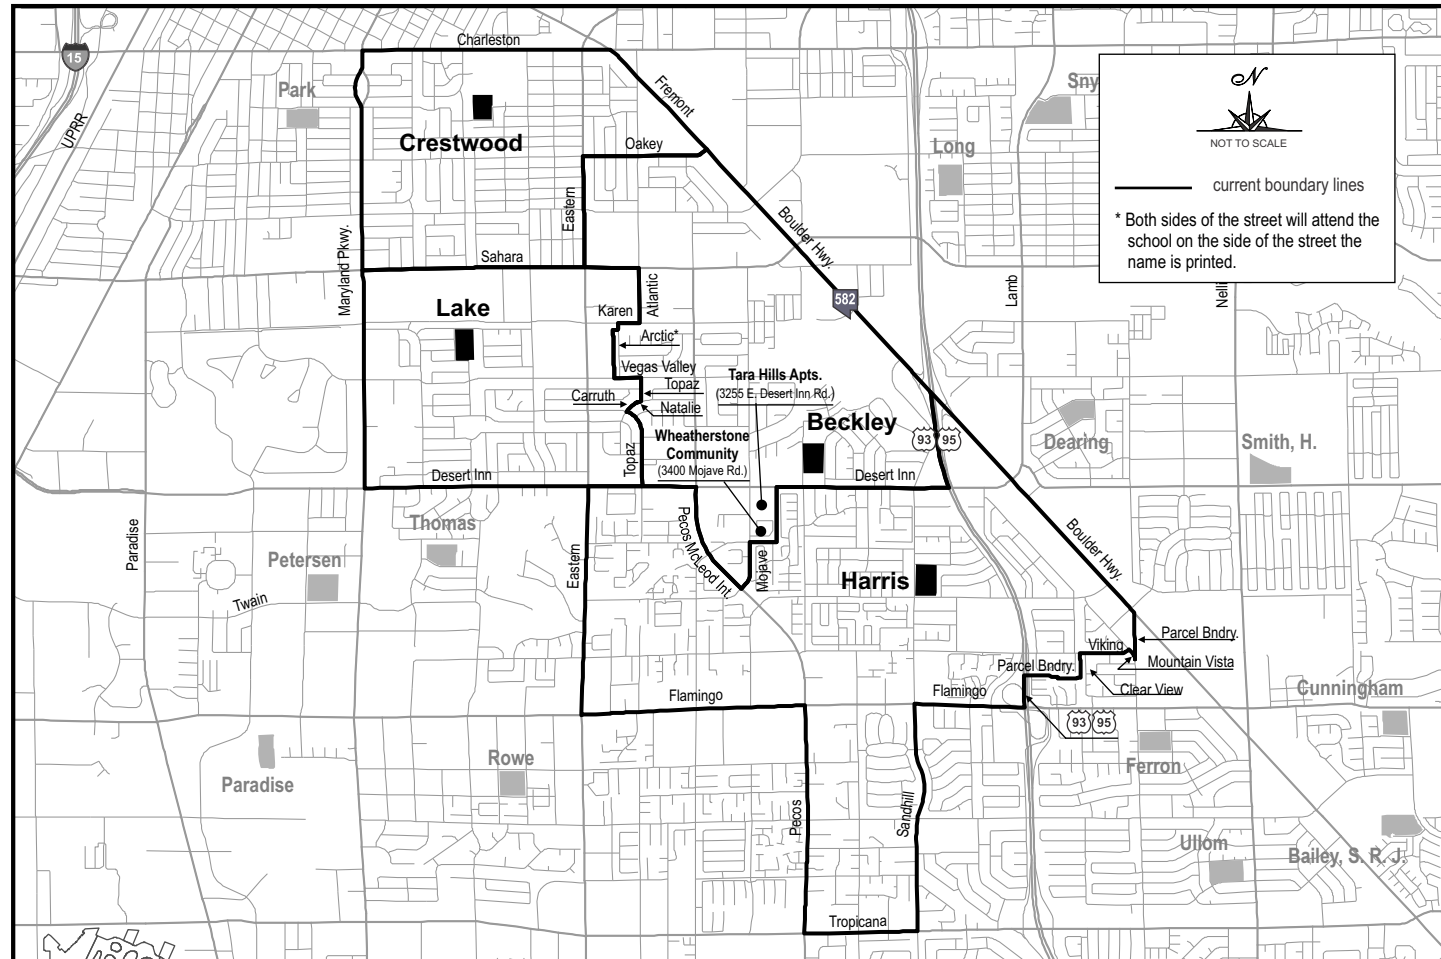 Charleston
15
UPRR
Park
Crestwood
Fremont
Oakey
Eastern
Long
Sny
N
NOT TO SCALE
current boundary lines
* Both sides of the street will attend the
school on the side of the street the
name is printed.
Maryland Pkwy.
Sahara
Boulder Hwy.
582
Lamb
Nelli
Lake
Karen
Atlantic
Arctic*
Vegas Valley
Topaz
Carruth
Natalie
Tara Hills Apts.
(3255 E. Desert Inn Rd.)
Beckley
93 95
Dearing
Smith, H.
Wheatherstone
Community
(3400 Mojave Rd.)
Topaz
Desert Inn
Desert Inn
Paradise
Thomas
Petersen
Twain
Eastern
Pecos McLeod Int.
Mojave
Harris
Boulder Hwy.
Parcel Bndry.
Viking
Mountain Vista
Parcel Bndry.
Clear View
Flamingo
Flamingo
93 95
Cunningham
Paradise
Rowe
Ferron
Pecos
Sandhill
Ullom
Bailey, S. R. J.
Tropicana